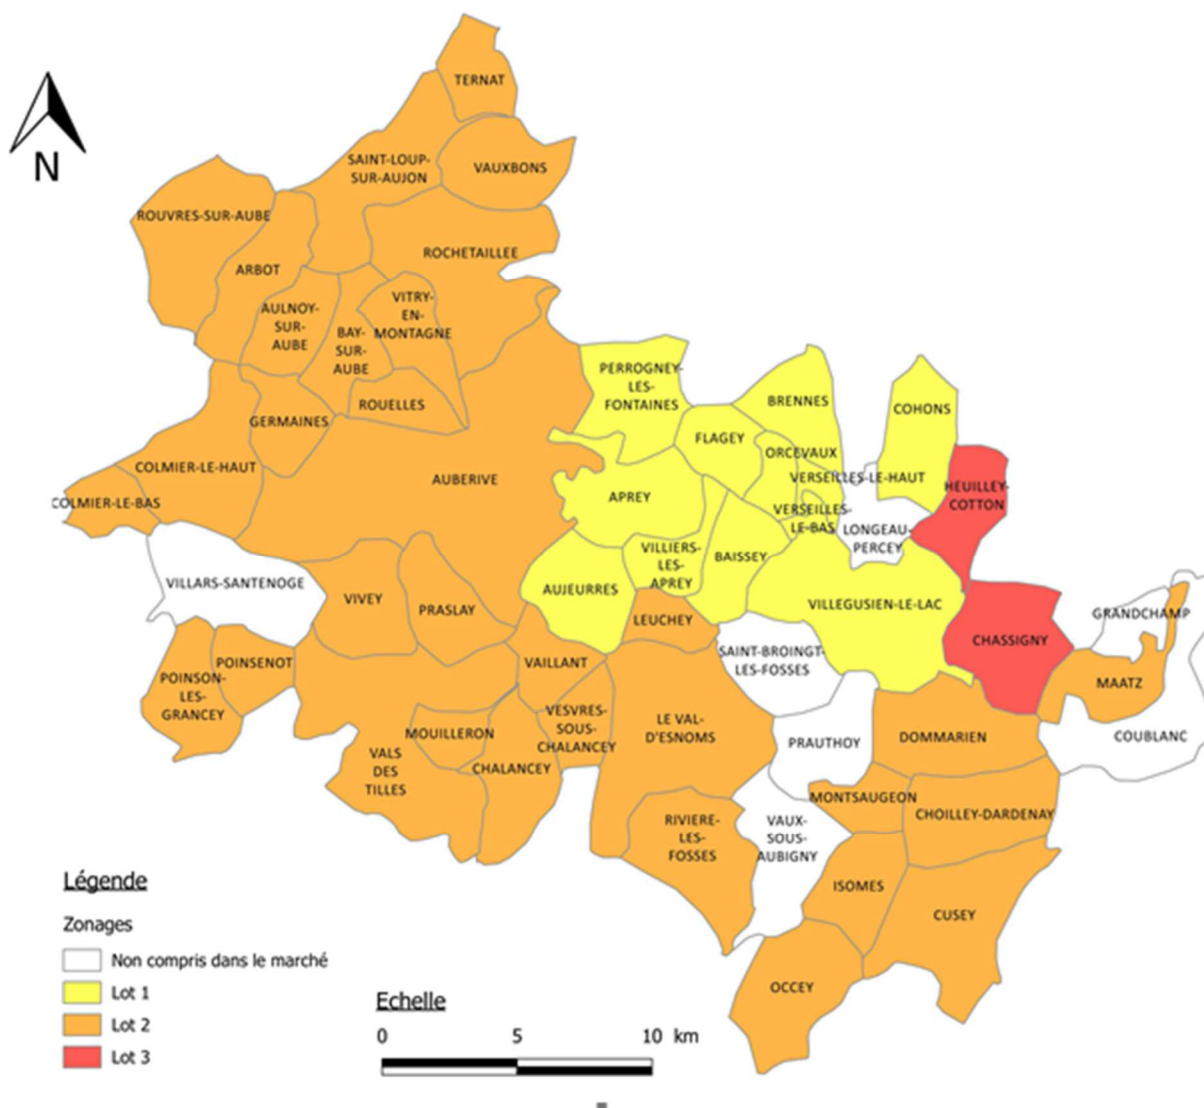 TERNAT
SAINT-LOUP-
SUR-AUJON
VAUXBONS
ROUVRES-SUR-AUBE
ROCHETAILLEE
ARBOT
AULNOY-
SUR-
AUBE
VITRY-
EN-
MONTAGNE
BAY-
SUR-
AUBE
ROUELLES
GERMAINES
COLMIER-LE-HAUT
COLMIER-LE-BAS
AUBERIVE
PERROGNEY-
LES-
FONTAINES
BRENNES
COHONS
FLAGEY
ORCEVAUX
VERSEILLES-LE-HAUT
APREY
VERSEILLES-
LE-BAS
HEUILLEY-
COTTON
LONGEAU-
PERCEY
VILLIERS-
LES-
APREY
BAISSEY
VILLARS-SANTENOGE
VIVEY
PRASLAY
AUJEURRES
LEUCHEY
VILLEGUSIEN-LE-LAC
GRANDCHAMP
CHASSIGNY
SAINT-BROINGT-
LES-FOSSES
POINSENOT
POINSON-
LES-
GRANCEY
VAILLANT
MAATZ
COUBLANC
VESVRES-
SOUS-
CHALANCEY
LE VAL-
D'ESNOMS
MOUILLERON
PRAUTHOY
DOMMARIEN
VALS
DES
TILLES
CHALANCEY
MONTSAUGEON
CHOILLEY-DARDENAY
RIVIERE-
LES-
FOSSES
VAUX-
SOUS-
AUBIGNY
ISOMES
CUSEY
OCCEY
N
Légende
Zonages
Non compris dans le marché
Lot 1
Lot 2
Lot 3
Echelle
0 5 10 km